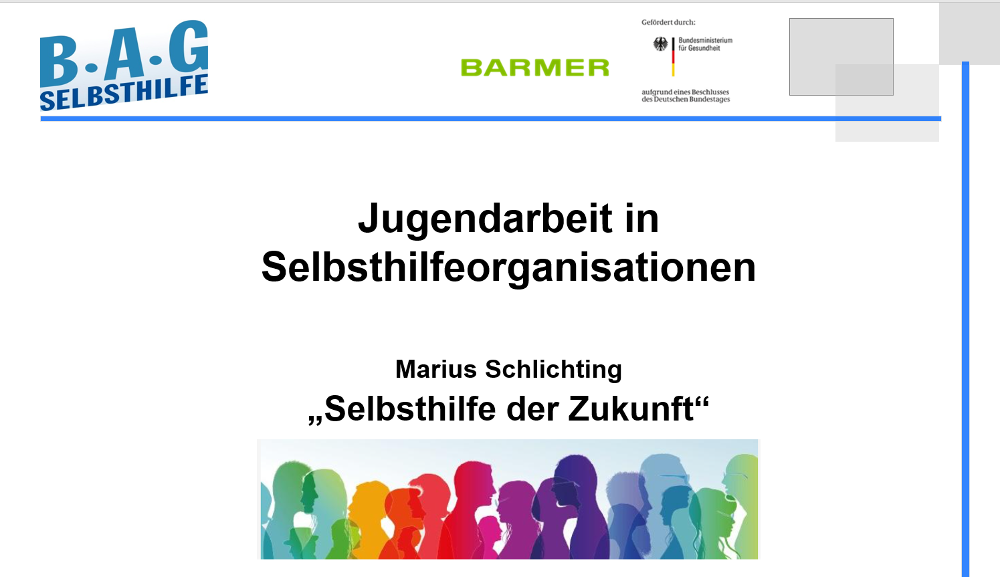 B·A·G
SELBSTHILFE
BARMER
Gefördert durch:
Bundesministerium
für Gesundheit
aufgrund eines Beschlusses
des Deutschen Bundestages
Jugendarbeit in
Selbsthilfeorganisationen
Marius Schlichting
„Selbsthilfe der Zukunft“